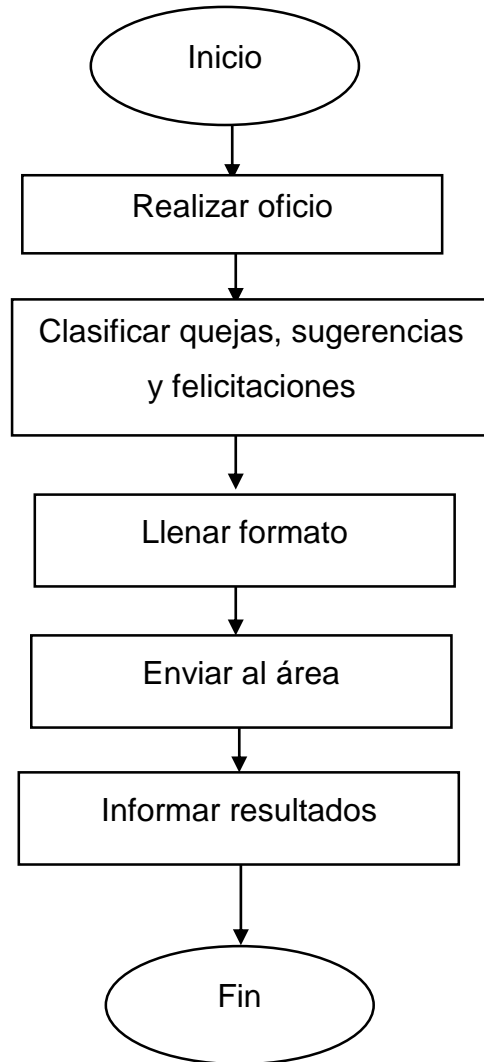 Inicio
Realizar oficio
Clasificar quejas, sugerencias
y felicitaciones
Llenar formato
Enviar al área
Informar resultados
Fin